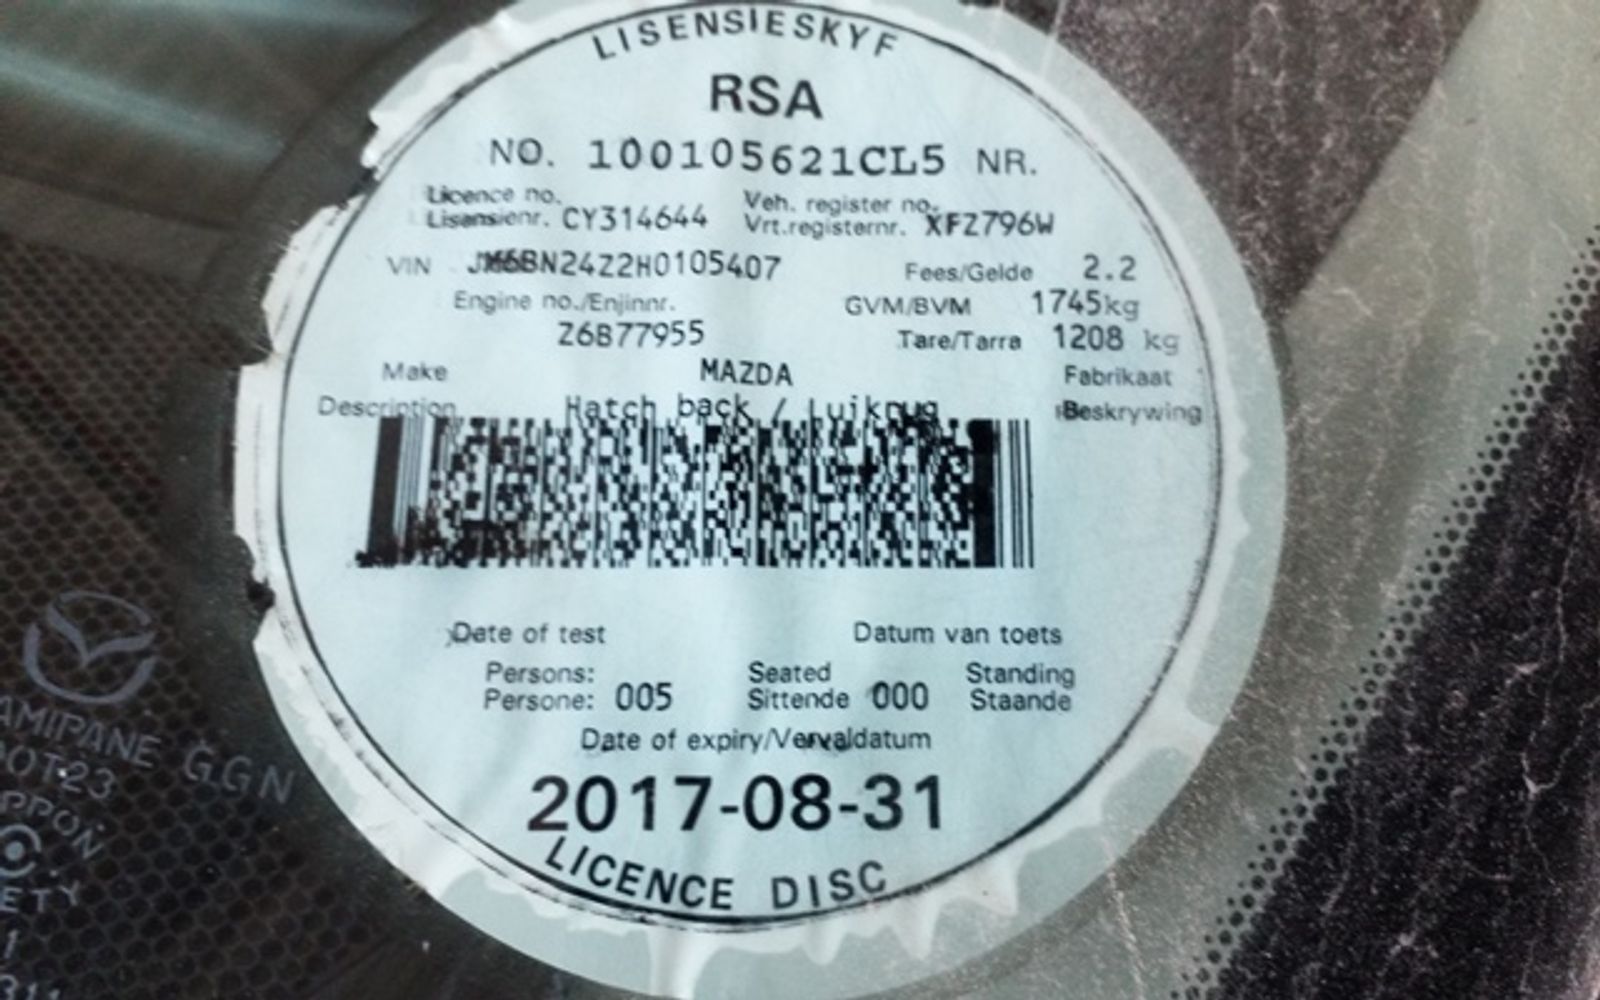 LISENSIESKYF
RSA
NO. 100105621CL5 NR.
Licence no. Veh. register no.
Lisensienr. CY314644 Vrt.registernr. XFZ796W
VIN JM6BN24Z2H0105407 Fees/Gelde 2.2
Engine no./Enjinnr. GVM/BVM 1745kg
Z6B77955 Tare/Tarra 1208 kg
Make MAZDA Fabrikaat
Description Hatch back / Luikrug Beskrywing
Date of test Datum van toets
Persons: Seated Standing
Persone: 005 Sittende 000 Staande
Date of expiry/Vervaldatum
2017-08-31
LICENCE DISC
GGN